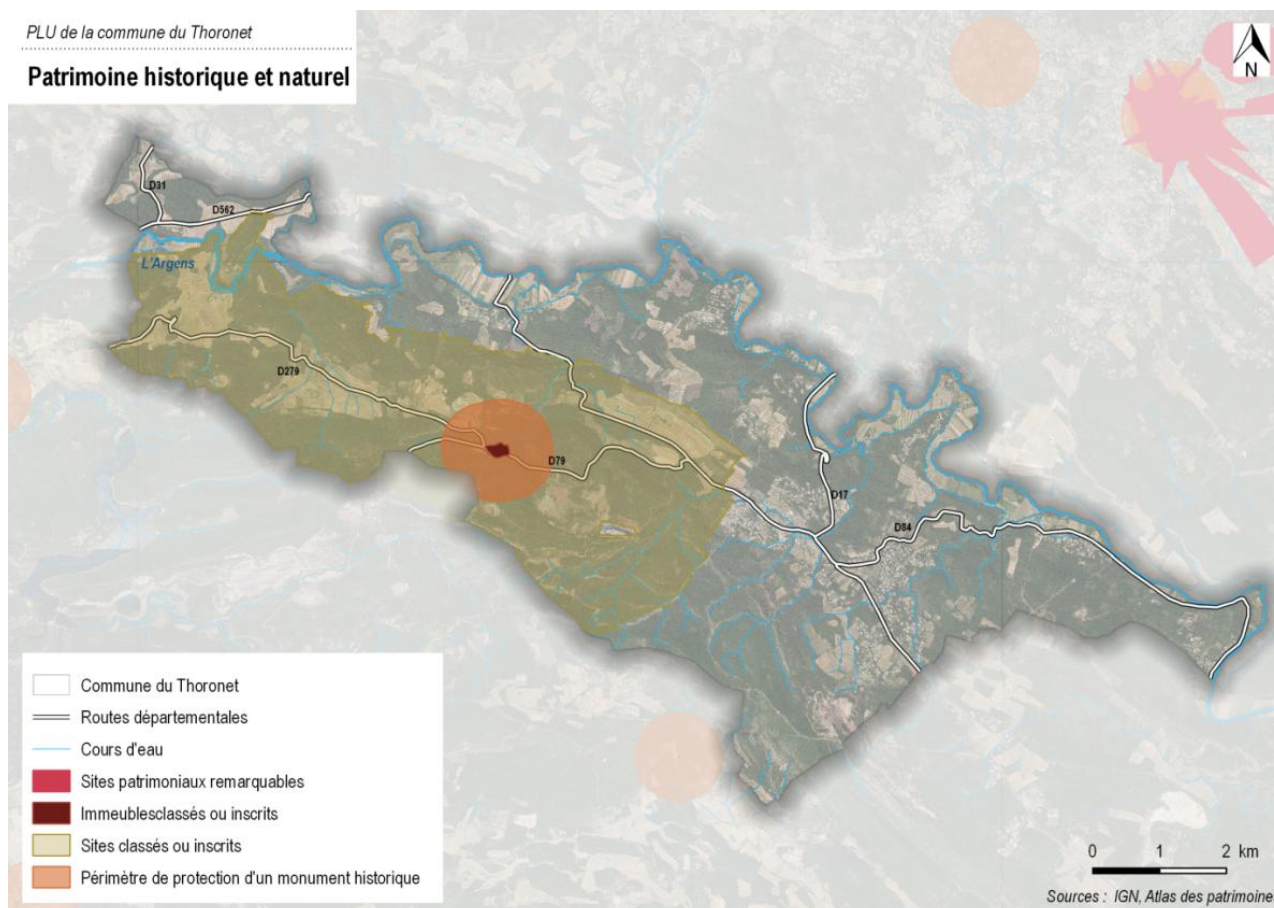 PLU de la commune du Thoronet
Patrimoine historique et naturel
N
D31
D562
L'Argens
D279
D79
D17
D84
Commune du Thoronet
Routes départementales
Cours d'eau
Sites patrimoniaux remarquables
Immeublesclassés ou inscrits
Sites classés ou inscrits
Périmètre de protection d'un monument historique
0 1 2 km
Sources : IGN, Atlas des patrimoine